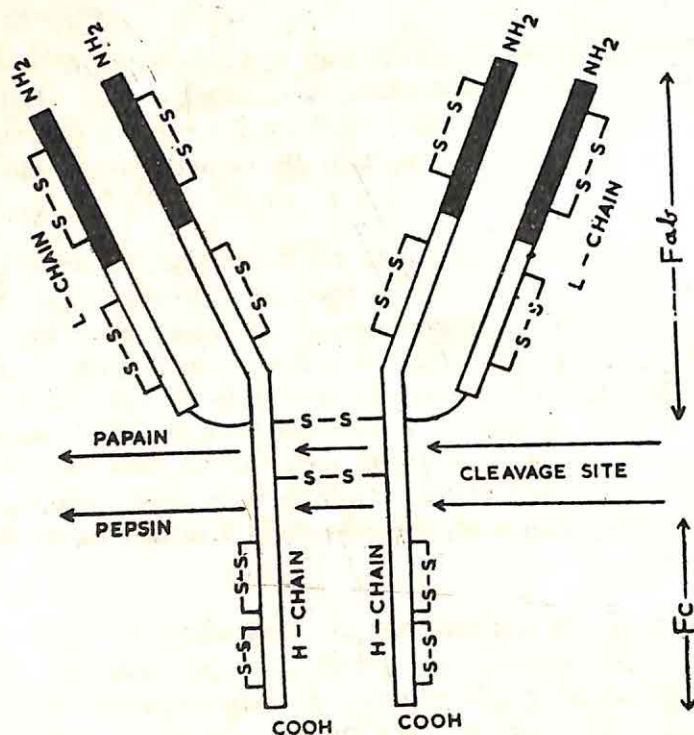 NH2
NH2
NH2
NH2
S-S
S-S
S-S
S-S
L-CHAIN
L-CHAIN
Fab
S-S
S-S
S-S
S-S
S-S
PAPAIN
CLEAVAGE SITE
S-S
PEPSIN
S-S
S-S
H-CHAIN
H-CHAIN
Fc
S-S
S-S
COOH
COOH